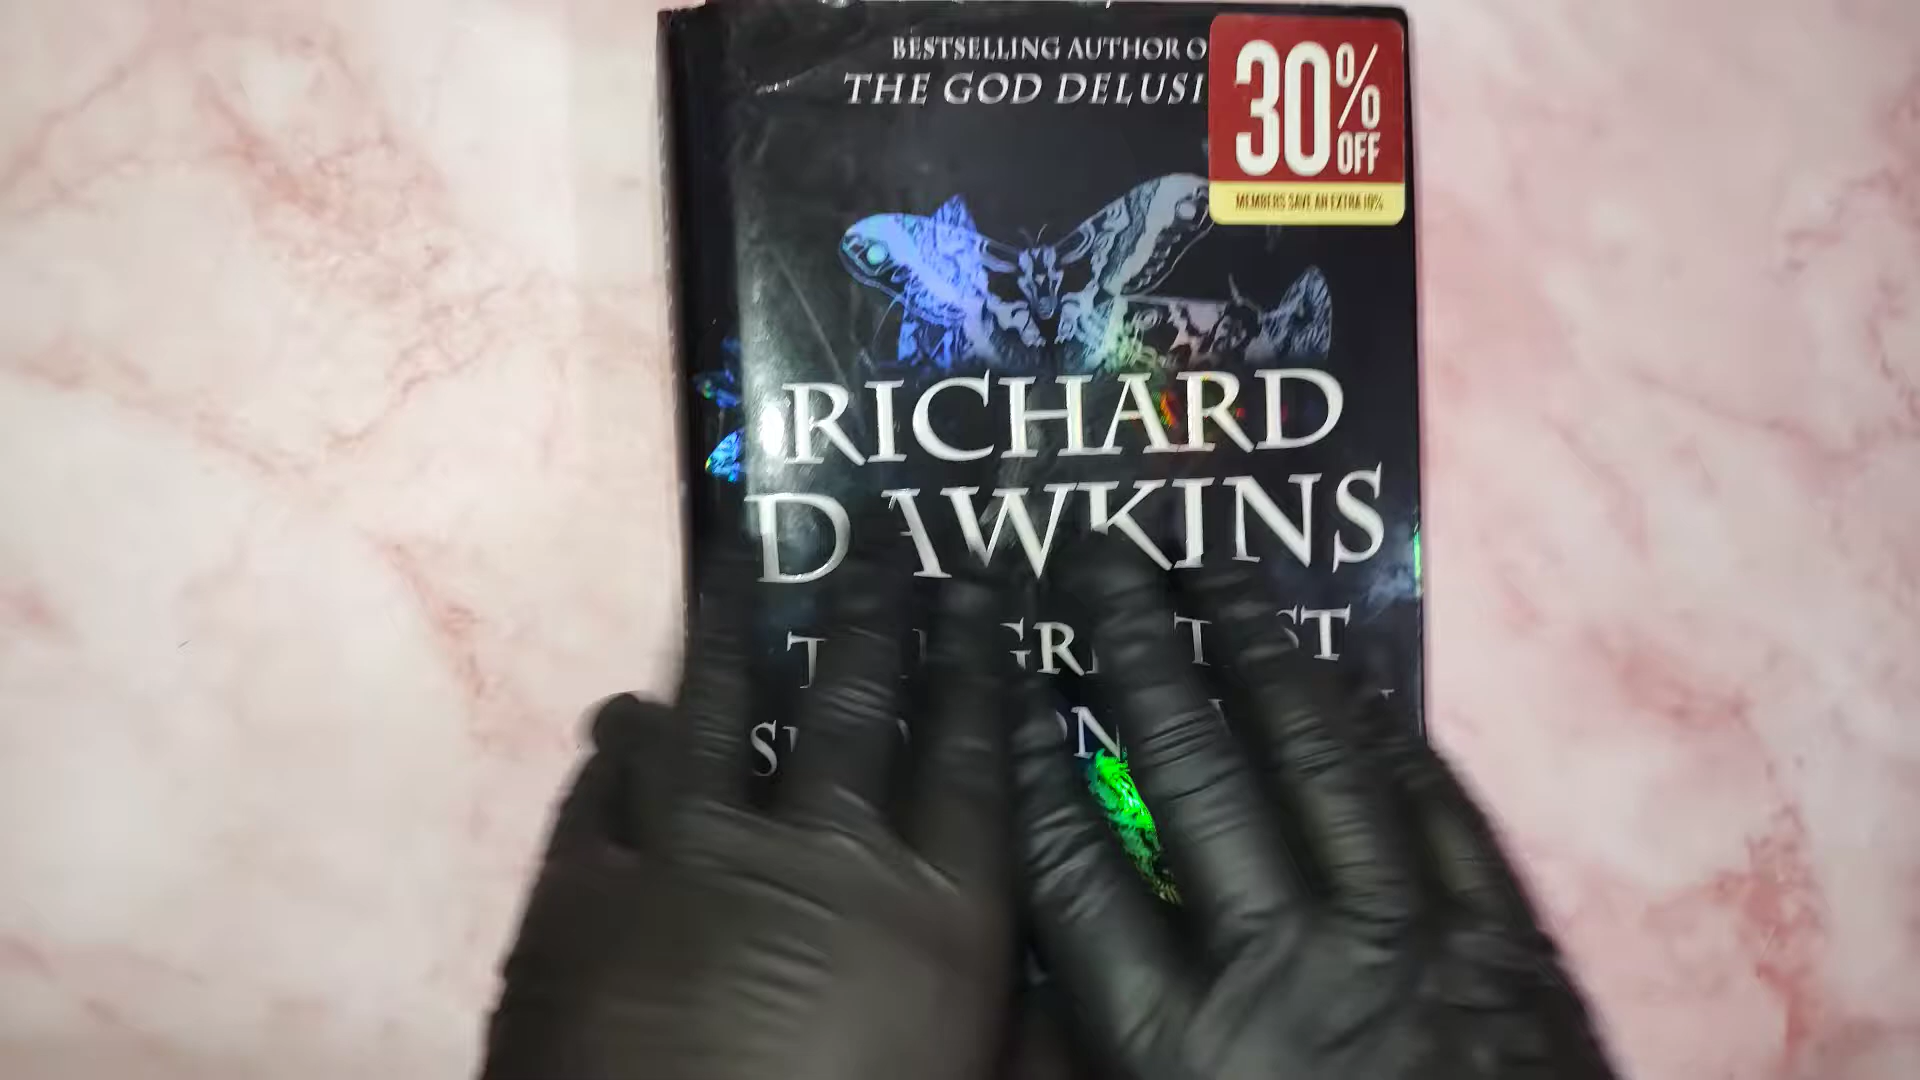 BESTSELLING AUTHOR O
THE GOD DELUSI
30% OFF
MEMBERS SAVE AN EXTRA 10%
RICHARD
DAWKINS